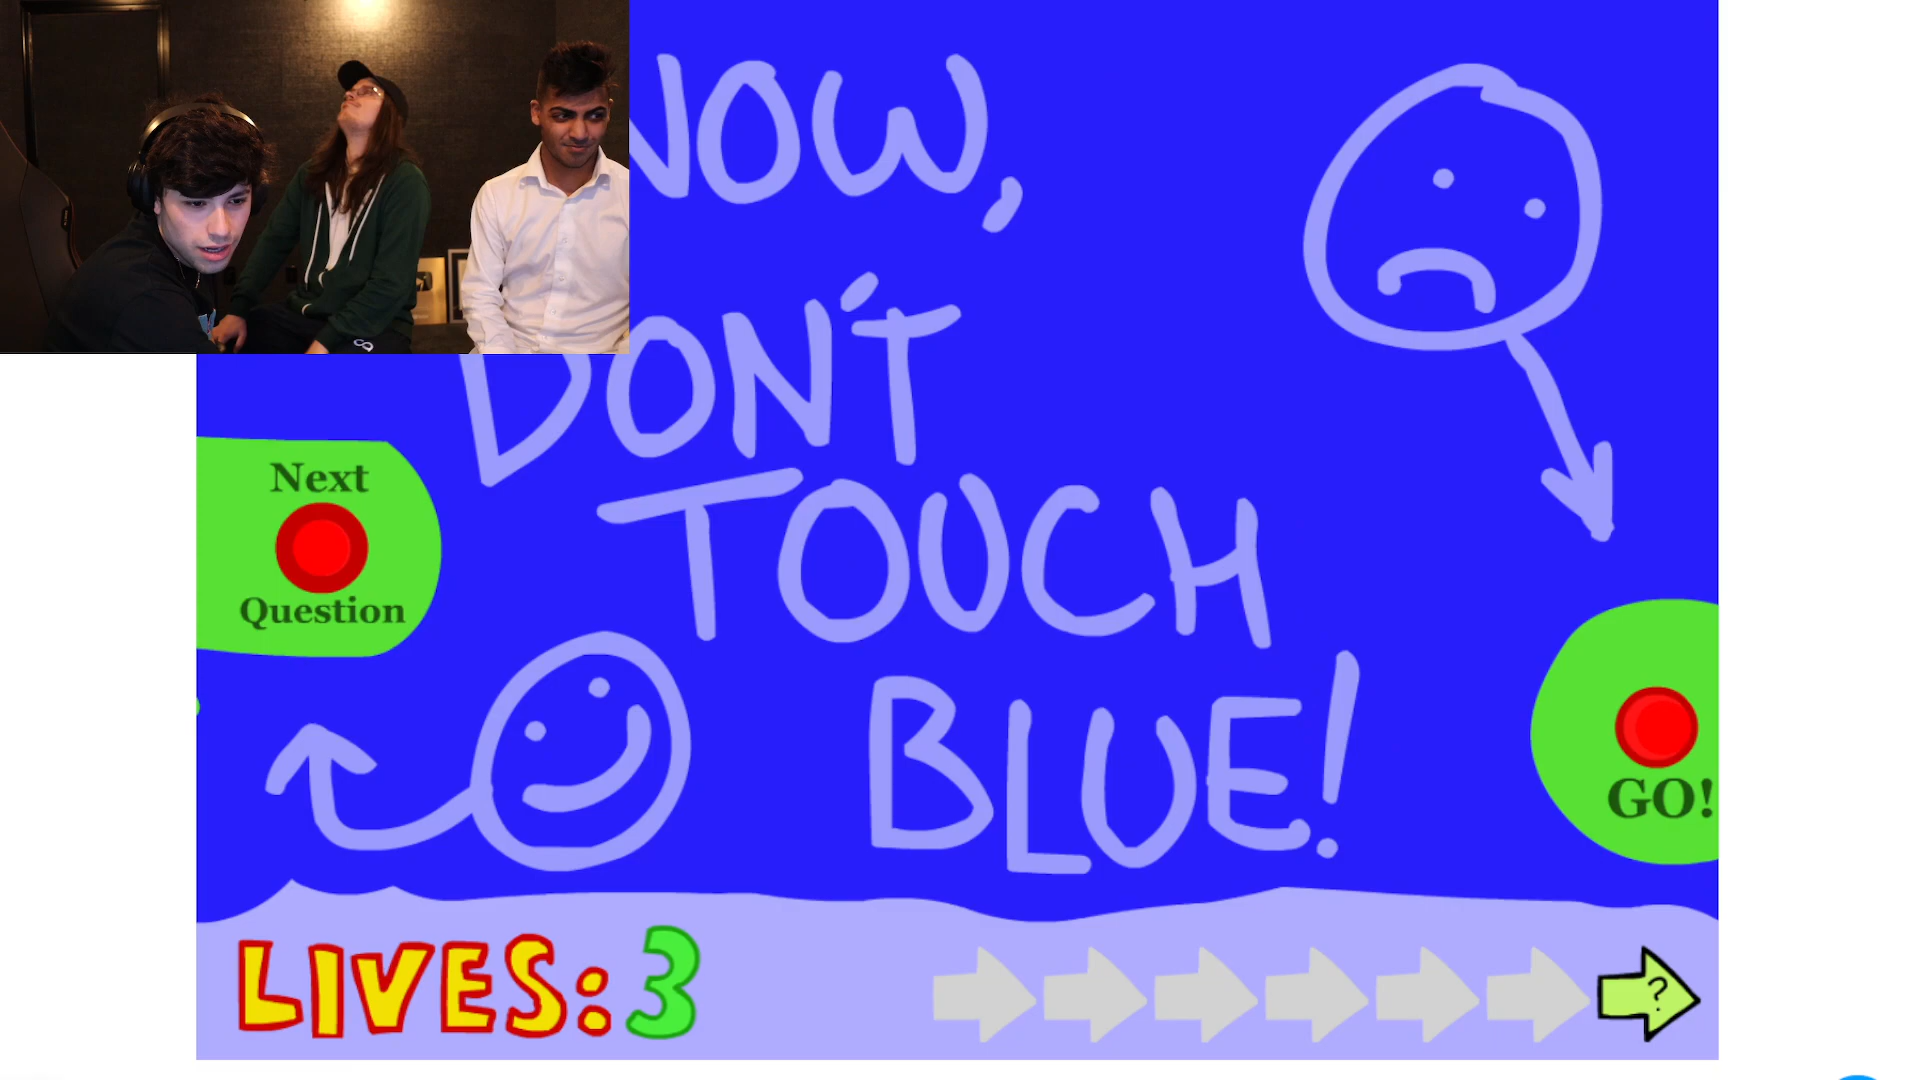 NOW,
DON'T
TOUCH
BLUE!
Next
Question
GO!
LIVES: 3
?